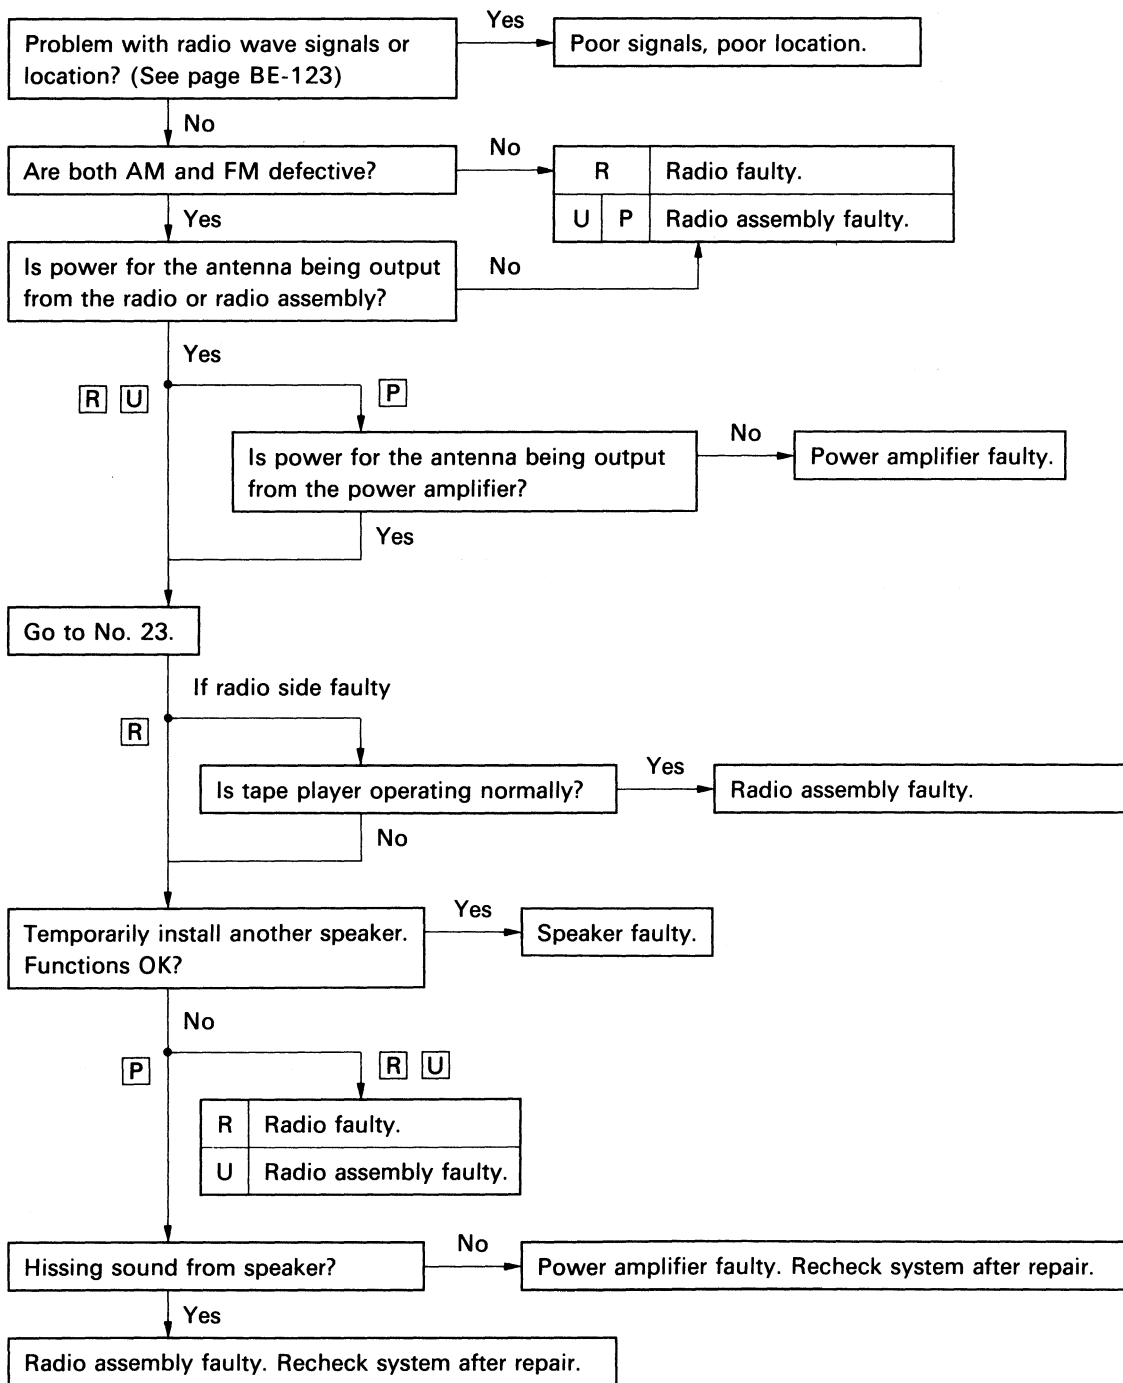 Yes
Problem with radio wave signals or
location? (See page BE-123)
Poor signals, poor location.
No
Are both AM and FM defective?
No
R Radio faulty.
U P Radio assembly faulty.
Yes
Is power for the antenna being output
from the radio or radio assembly?
No
Yes
R U
P
Is power for the antenna being output
from the power amplifier?
No
Power amplifier faulty.
Yes
Go to No. 23.
If radio side faulty
R
Is tape player operating normally?
Yes
Radio assembly faulty.
No
Temporarily install another speaker.
Functions OK?
Yes
Speaker faulty.
No
P
R U
R Radio faulty.
U Radio assembly faulty.
Hissing sound from speaker?
No
Power amplifier faulty. Recheck system after repair.
Yes
Radio assembly faulty. Recheck system after repair.